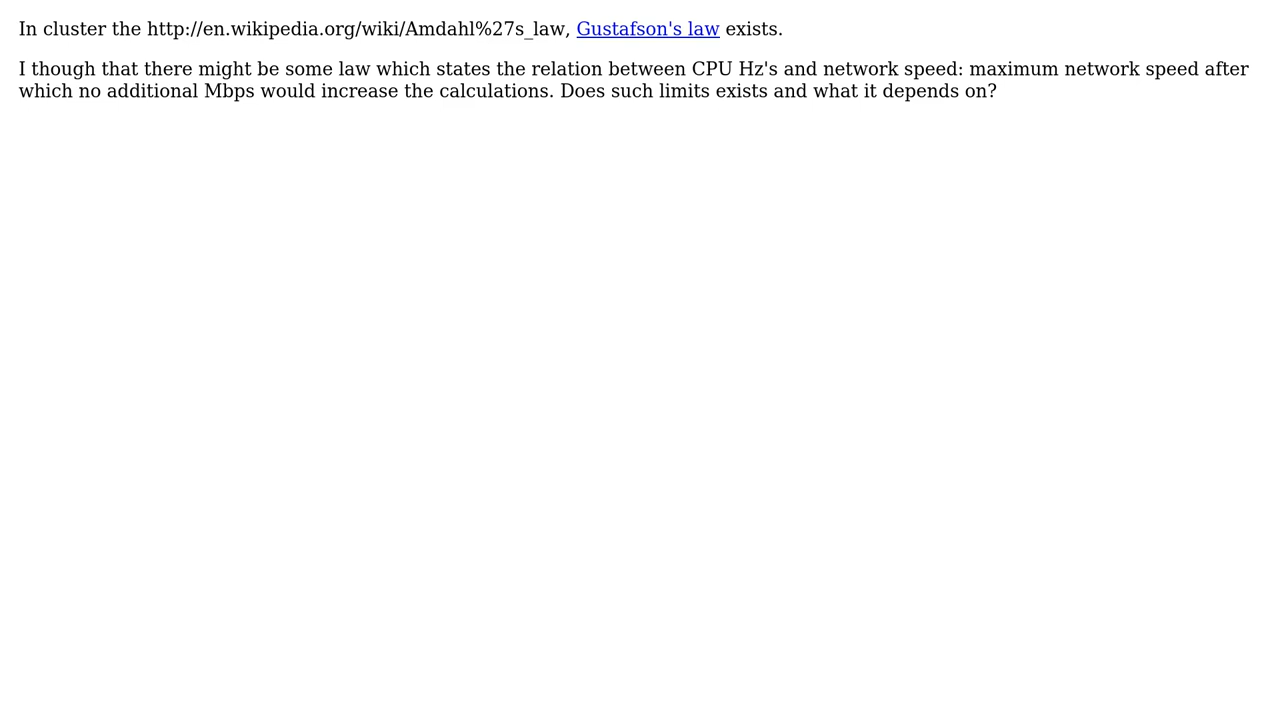 In cluster the http://en.wikipedia.org/wiki/Amdahl%27s_law, Gustafson's law exists.
I though that there might be some law which states the relation between CPU Hz's and network speed: maximum network speed after
which no additional Mbps would increase the calculations. Does such limits exists and what it depends on?